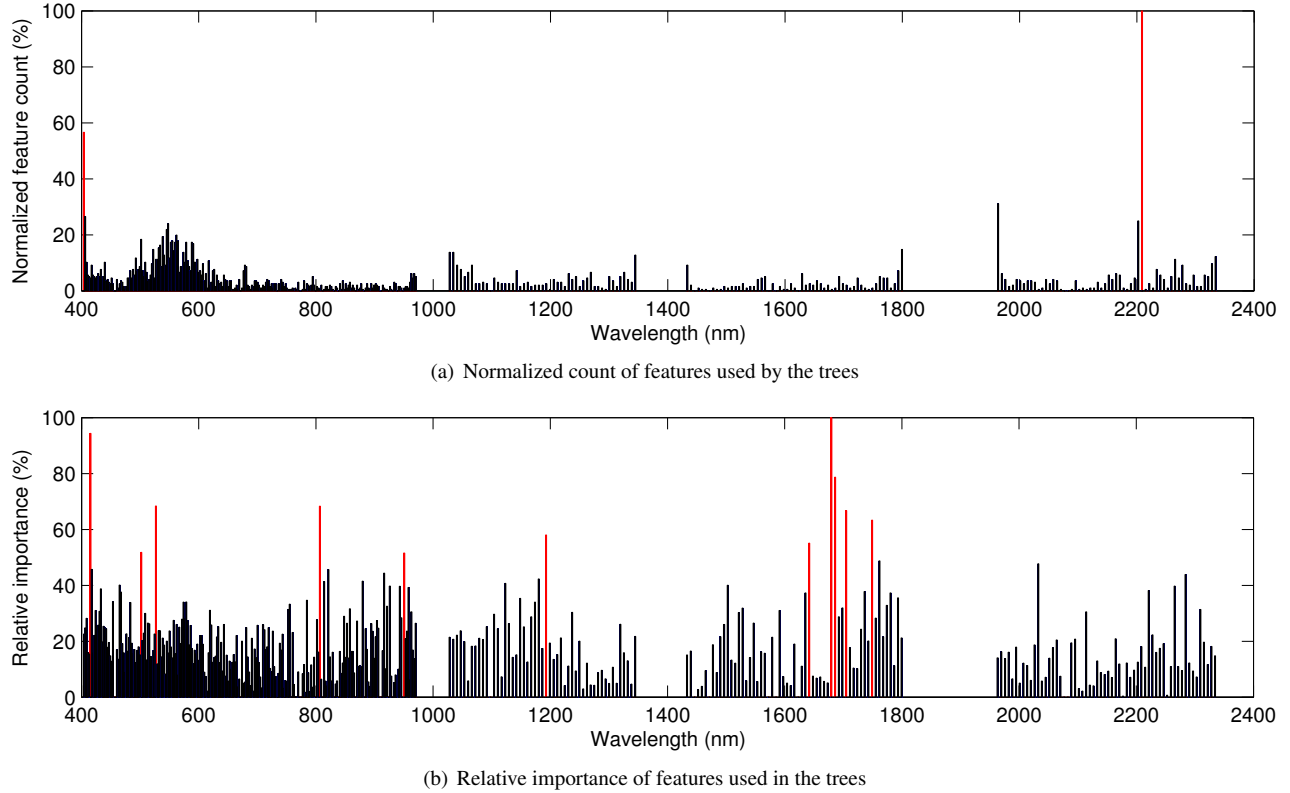 Normalized feature count (%)
100
80
60
40
20
0
400 600 800 1000 1200 1400 1600 1800 2000 2200 2400
Wavelength (nm)
(a) Normalized count of features used by the trees
Relative importance (%)
100
80
60
40
20
0
400 600 800 1000 1200 1400 1600 1800 2000 2200 2400
Wavelength (nm)
(b) Relative importance of features used in the trees